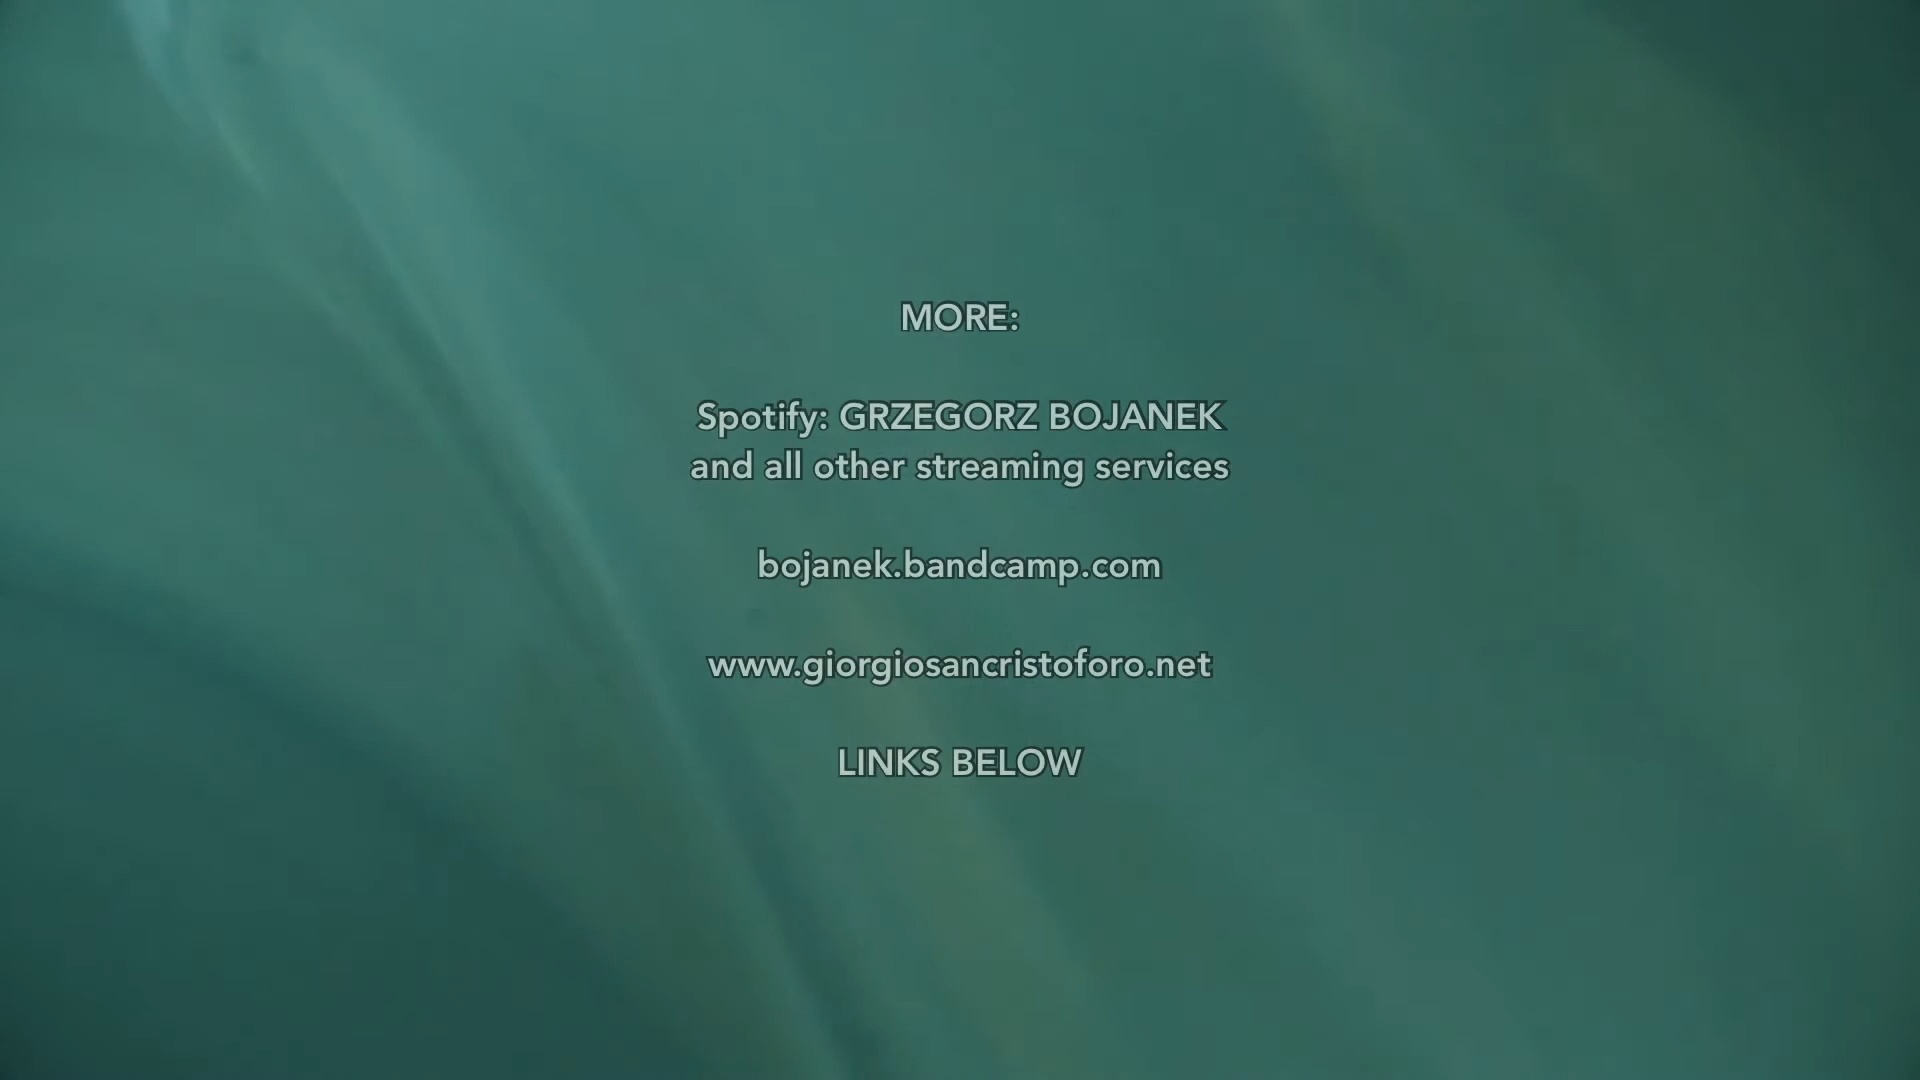 MORE:
Spotify: GRZEGORZ BOJANEK
and all other streaming services
bojanek.bandcamp.com
www.giorgiosancristoforo.net
LINKS BELOW